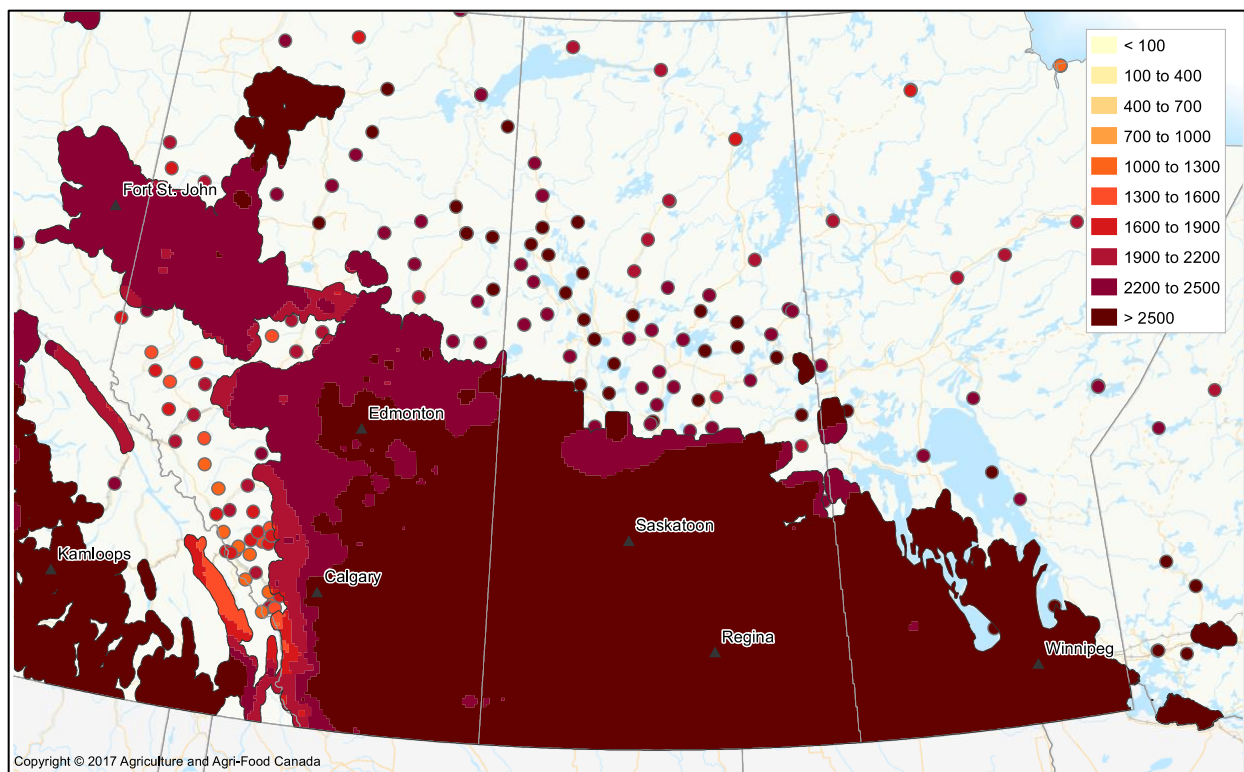 < 100
100 to 400
400 to 700
700 to 1000
1000 to 1300
1300 to 1600
1600 to 1900
1900 to 2200
2200 to 2500
> 2500
Fort St. John
Edmonton
Saskatoon
Kamloops
Calgary
Regina
Winnipeg
Copyright © 2017 Agriculture and Agri-Food Canada